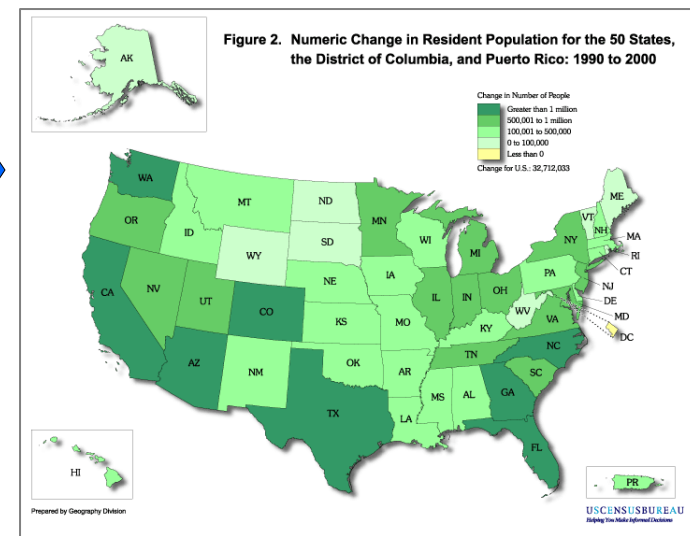 Figure 2. Numeric Change in Resident Population for the 50 States,
the District of Columbia, and Puerto Rico: 1990 to 2000
AK
Change in Number of People
Greater than 1 million
500,001 to 1 million
100,001 to 500,000
0 to 100,000
Less than 0
Change for U.S.: 32,712,033
WA
MT
ND
MN
ME
VT
NH
OR
ID
SD
WI
MI
NY
MA
RI
CT
WY
NE
IA
PA
NJ
CA
NV
UT
CO
IL
IN
OH
DE
MD
KS
MO
KY
WV
VA
DC
AZ
NM
OK
AR
TN
NC
SC
TX
LA
MS
AL
GA
FL
HI
PR
Prepared by Geography Division
USCENSUSBUREAU
Helping You Make Informed Decisions